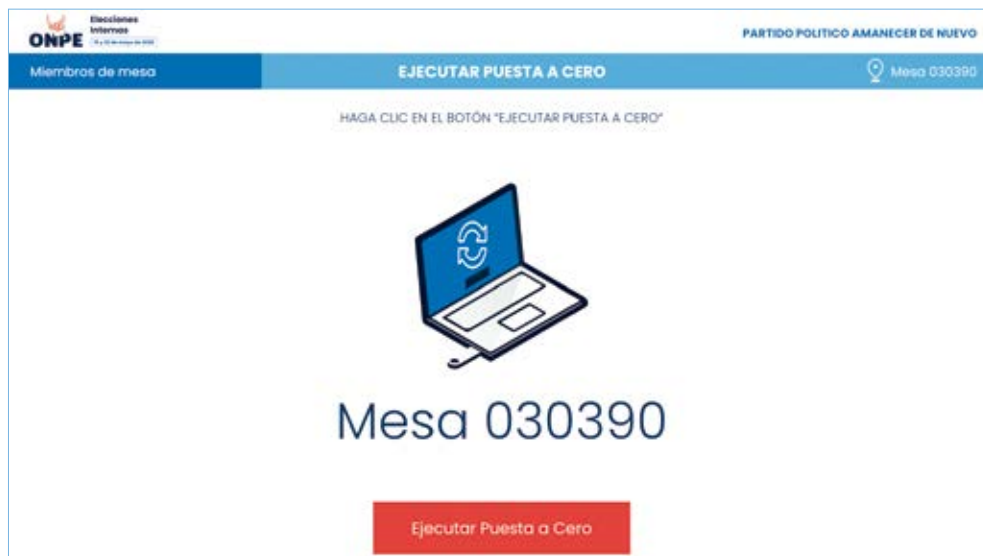 ONPE
Elecciones
Internas
PARTIDO POLITICO AMANECER DE NUEVO
Miembros de mesa
EJECUTAR PUESTA A CERO
Mesa 030390
HAGA CLIC EN EL BOTÓN "EJECUTAR PUESTA A CERO"
Mesa 030390
Ejecutar Puesta a Cero